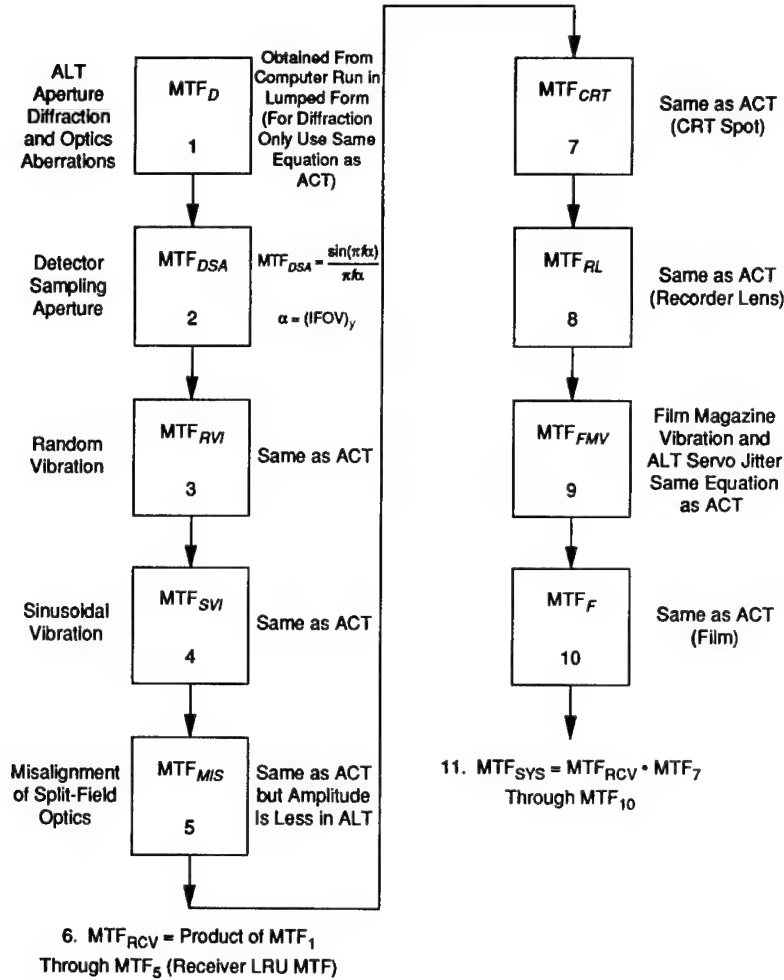 ALT
Aperture
Diffraction
and Optics
Aberrations
MTF_D
1
Obtained From
Computer Run in
Lumped Form
(For Diffraction
Only Use Same
Equation as
ACT)
Detector
Sampling
Aperture
MTF_DSA
2
MTF_DSA = sin(πfα) / πfα
α = (IFOV)_y
Random
Vibration
MTF_RVI
3
Same as ACT
Sinusoidal
Vibration
MTF_SVI
4
Same as ACT
Misalignment
of Split-Field
Optics
MTF_MIS
5
Same as ACT
but Amplitude
Is Less in ALT
6. MTF_RCV = Product of MTF_1
Through MTF_5 (Receiver LRU MTF)
MTF_CRT
7
Same as ACT
(CRT Spot)
MTF_RL
8
Same as ACT
(Recorder Lens)
MTF_FMV
9
Film Magazine
Vibration and
ALT Servo Jitter
Same Equation
as ACT
MTF_F
10
Same as ACT
(Film)
11. MTF_SYS = MTF_RCV • MTF_7
Through MTF_10